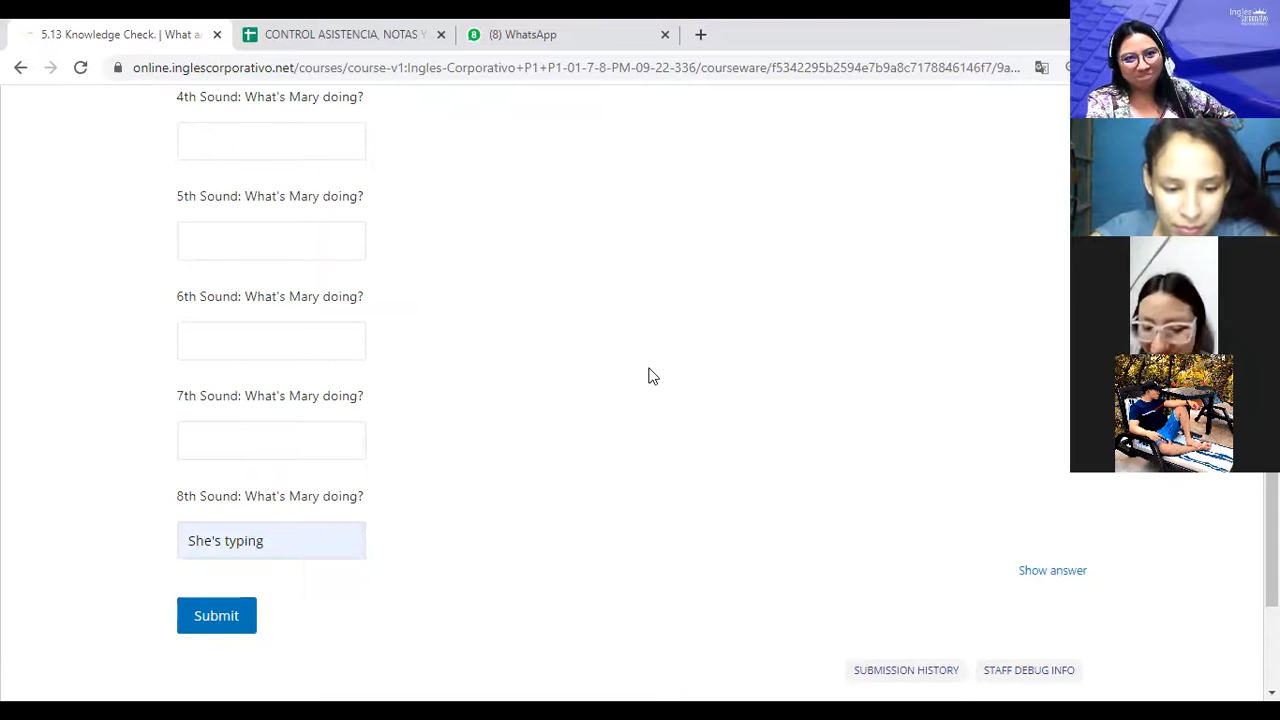 5.13 Knowledge Check. | What a
CONTROL ASISTENCIA, NOTAS Y
(8) WhatsApp
online.inglescorporativo.net/courses/course-v1:Ingles-Corporativo+P1+P1-01-7-8-PM-09-22-336/courseware/f5342295b2594e7b9a8c7178846146f7/9a...
Inglés
Corporativo
4th Sound: What's Mary doing?
5th Sound: What's Mary doing?
6th Sound: What's Mary doing?
7th Sound: What's Mary doing?
8th Sound: What's Mary doing?
She's typing
Show answer
Submit
SUBMISSION HISTORY
STAFF DEBUG INFO